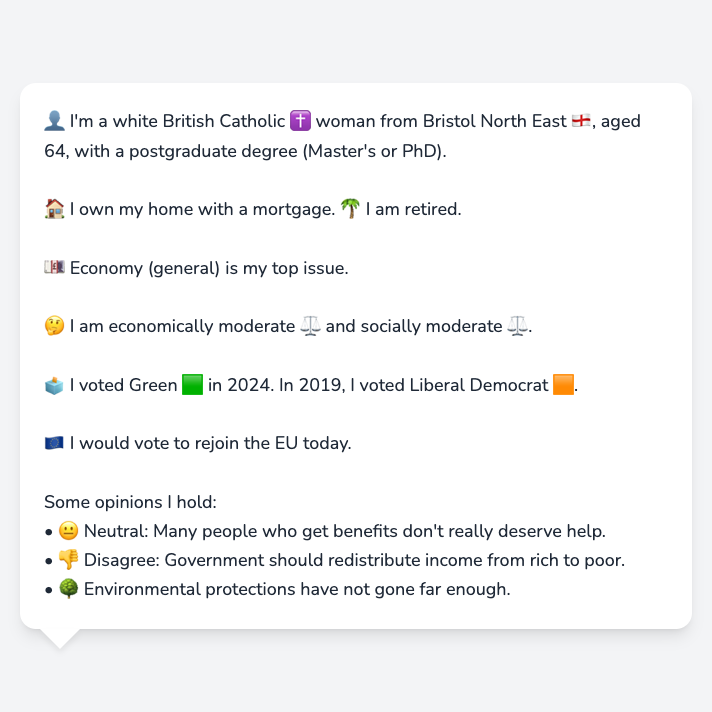 👤 I'm a white British Catholic ✝️ woman from Bristol North East 🏴󠁧󠁢󠁥󠁮󠁧󠁿, aged
64, with a postgraduate degree (Master's or PhD).
🏠 I own my home with a mortgage. 🌴 I am retired.
💷 Economy (general) is my top issue.
🤔 I am economically moderate ⚖️ and socially moderate ⚖️.
🗳️ I voted Green 🟩 in 2024. In 2019, I voted Liberal Democrat 🟧.
🇪🇺 I would vote to rejoin the EU today.
Some opinions I hold:
• 😐 Neutral: Many people who get benefits don't really deserve help.
• 👎 Disagree: Government should redistribute income from rich to poor.
• 🌳 Environmental protections have not gone far enough.